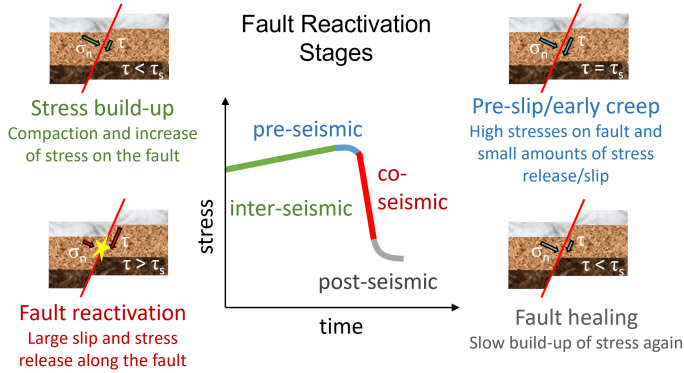 Fault Reactivation
Stages
σn
τ
τ < τs
Stress build-up
Compaction and increase
of stress on the fault
σn
τ
τ = τs
Pre-slip/early creep
High stresses on fault and
small amounts of stress
release/slip
pre-seismic
inter-seismic
co-
seismic
post-seismic
stress
time
σn
τ
τ > τs
Fault reactivation
Large slip and stress
release along the fault
σn
τ
τ < τs
Fault healing
Slow build-up of stress again